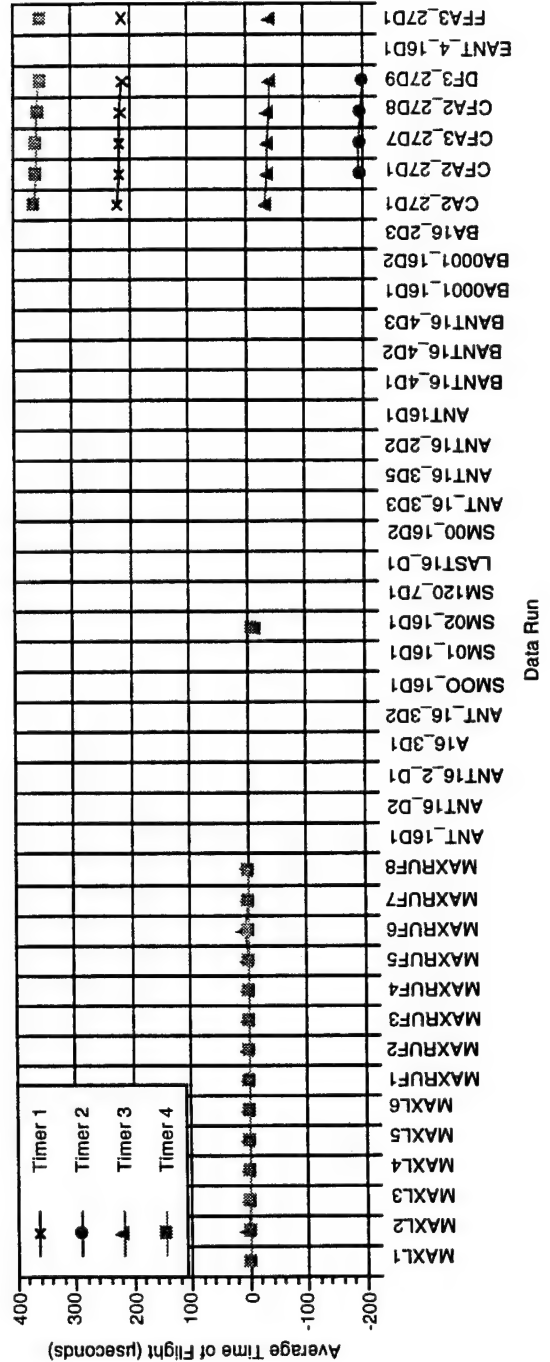 Average Time of Flight (µseconds)
400
300
200
100
0
-100
-200
Timer 1
Timer 2
Timer 3
Timer 4
MAXL1
MAXL2
MAXL3
MAXL4
MAXL5
MAXL6
MAXRUF1
MAXRUF2
MAXRUF3
MAXRUF4
MAXRUF5
MAXRUF6
MAXRUF7
MAXRUF8
ANT_16D1
ANT16_D2
ANT16_2_D1
A16_3D1
ANT_16_3D2
SMOO_16D1
SM01_16D1
SM02_16D1
SM120_7D1
LAST16_D1
SM00_16D2
ANT_16_3D3
ANT16_3D5
ANT16_2D2
ANT16D1
BANT16_4D1
BANT16_4D2
BANT16_4D3
BA0001_16D1
BA0001_16D2
BA16_2D3
CA2_27D1
CFA2_27D1
CFA3_27D7
CFA2_27D8
DF3_27D9
EANT_4_16D1
FFA3_27D1
Data Run